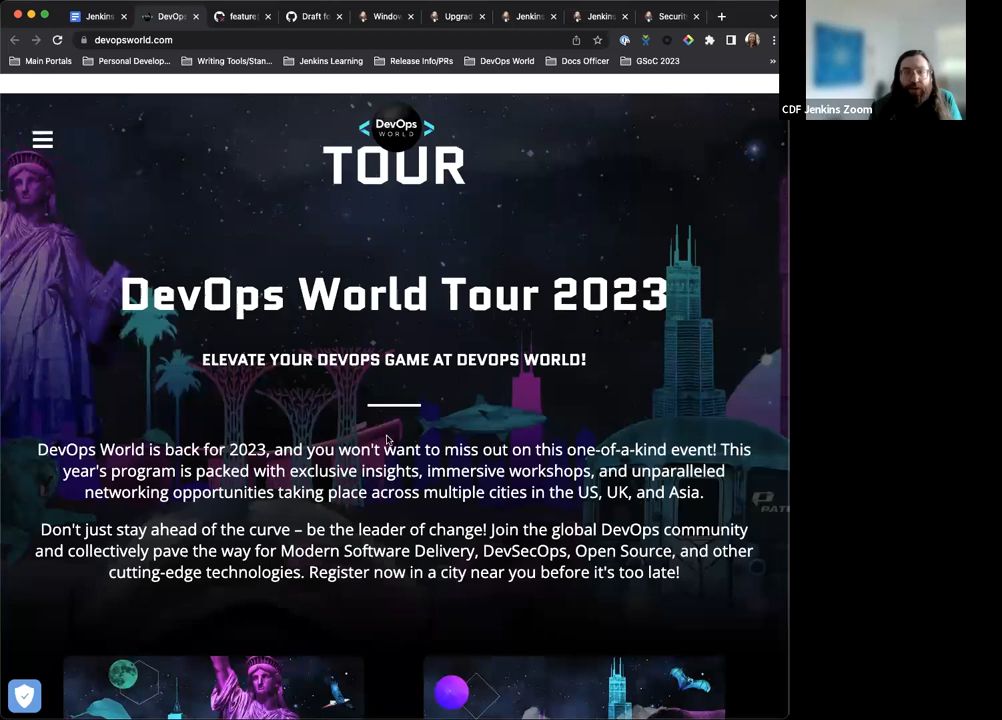 Jenkins
DevOps
feature
Draft fo
Window
Upgrad
Jenkins
Jenkins
Security
devopsworld.com
Main Portals
Personal Develop...
Writing Tools/Stan...
Jenkins Learning
Release Info/PRs
DevOps World
Docs Officer
GSoC 2023
»
CDF Jenkins Zoom
DevOps
WORLD
TOUR
DevOps World Tour 2023
ELEVATE YOUR DEVOPS GAME AT DEVOPS WORLD!
DevOps World is back for 2023, and you won't want to miss out on this one-of-a-kind event! This
year's program is packed with exclusive insights, immersive workshops, and unparalleled
networking opportunities taking place across multiple cities in the US, UK, and Asia.
Don't just stay ahead of the curve – be the leader of change! Join the global DevOps community
and collectively pave the way for Modern Software Delivery, DevSecOps, Open Source, and other
cutting-edge technologies. Register now in a city near you before it's too late!